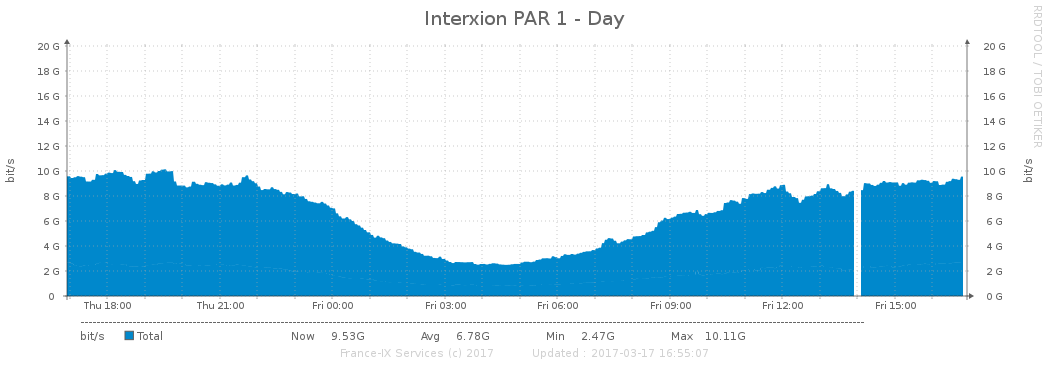 Interxion PAR 1 - Day
RRDTOOL / TOBI OETIKER
bit/s
bit/s
20 G 20 G
18 G 18 G
16 G 16 G
14 G 14 G
12 G 12 G
10 G 10 G
8 G 8 G
6 G 6 G
4 G 4 G
2 G 2 G
0 0 G
Thu 18:00 Thu 21:00 Fri 00:00 Fri 03:00 Fri 06:00 Fri 09:00 Fri 12:00 Fri 15:00
bit/s Total Now 9.53G Avg 6.78G Min 2.47G Max 10.11G
France-IX Services (c) 2017 Updated : 2017-03-17 16:55:07